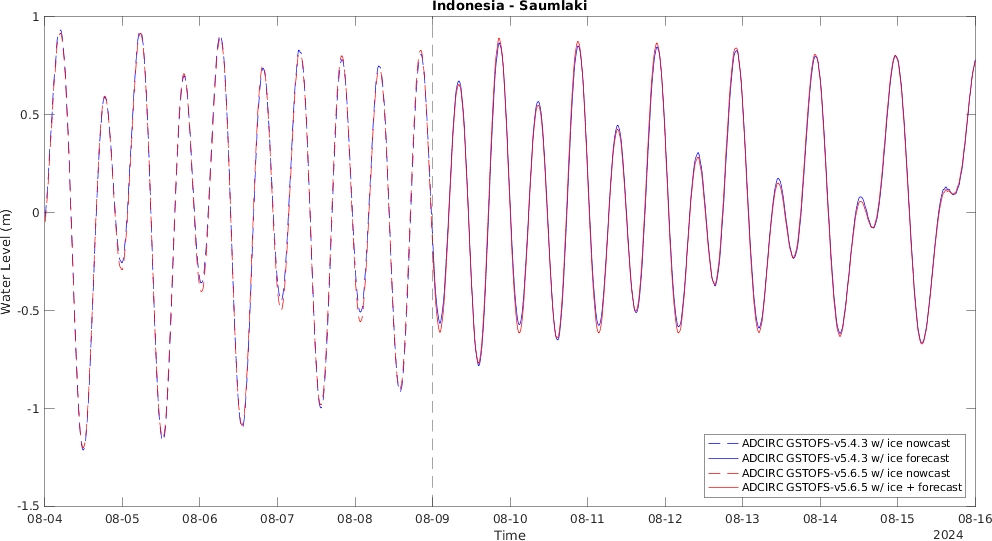 Indonesia - Saumlaki
Water Level (m)
1
0.5
0
-0.5
-1
-1.5
08-04 08-05 08-06 08-07 08-08 08-09 08-10 08-11 08-12 08-13 08-14 08-15 08-16
Time
2024
ADCIRC GSTOFS-v5.4.3 w/ ice nowcast
ADCIRC GSTOFS-v5.4.3 w/ ice forecast
ADCIRC GSTOFS-v5.6.5 w/ ice nowcast
ADCIRC GSTOFS-v5.6.5 w/ ice + forecast